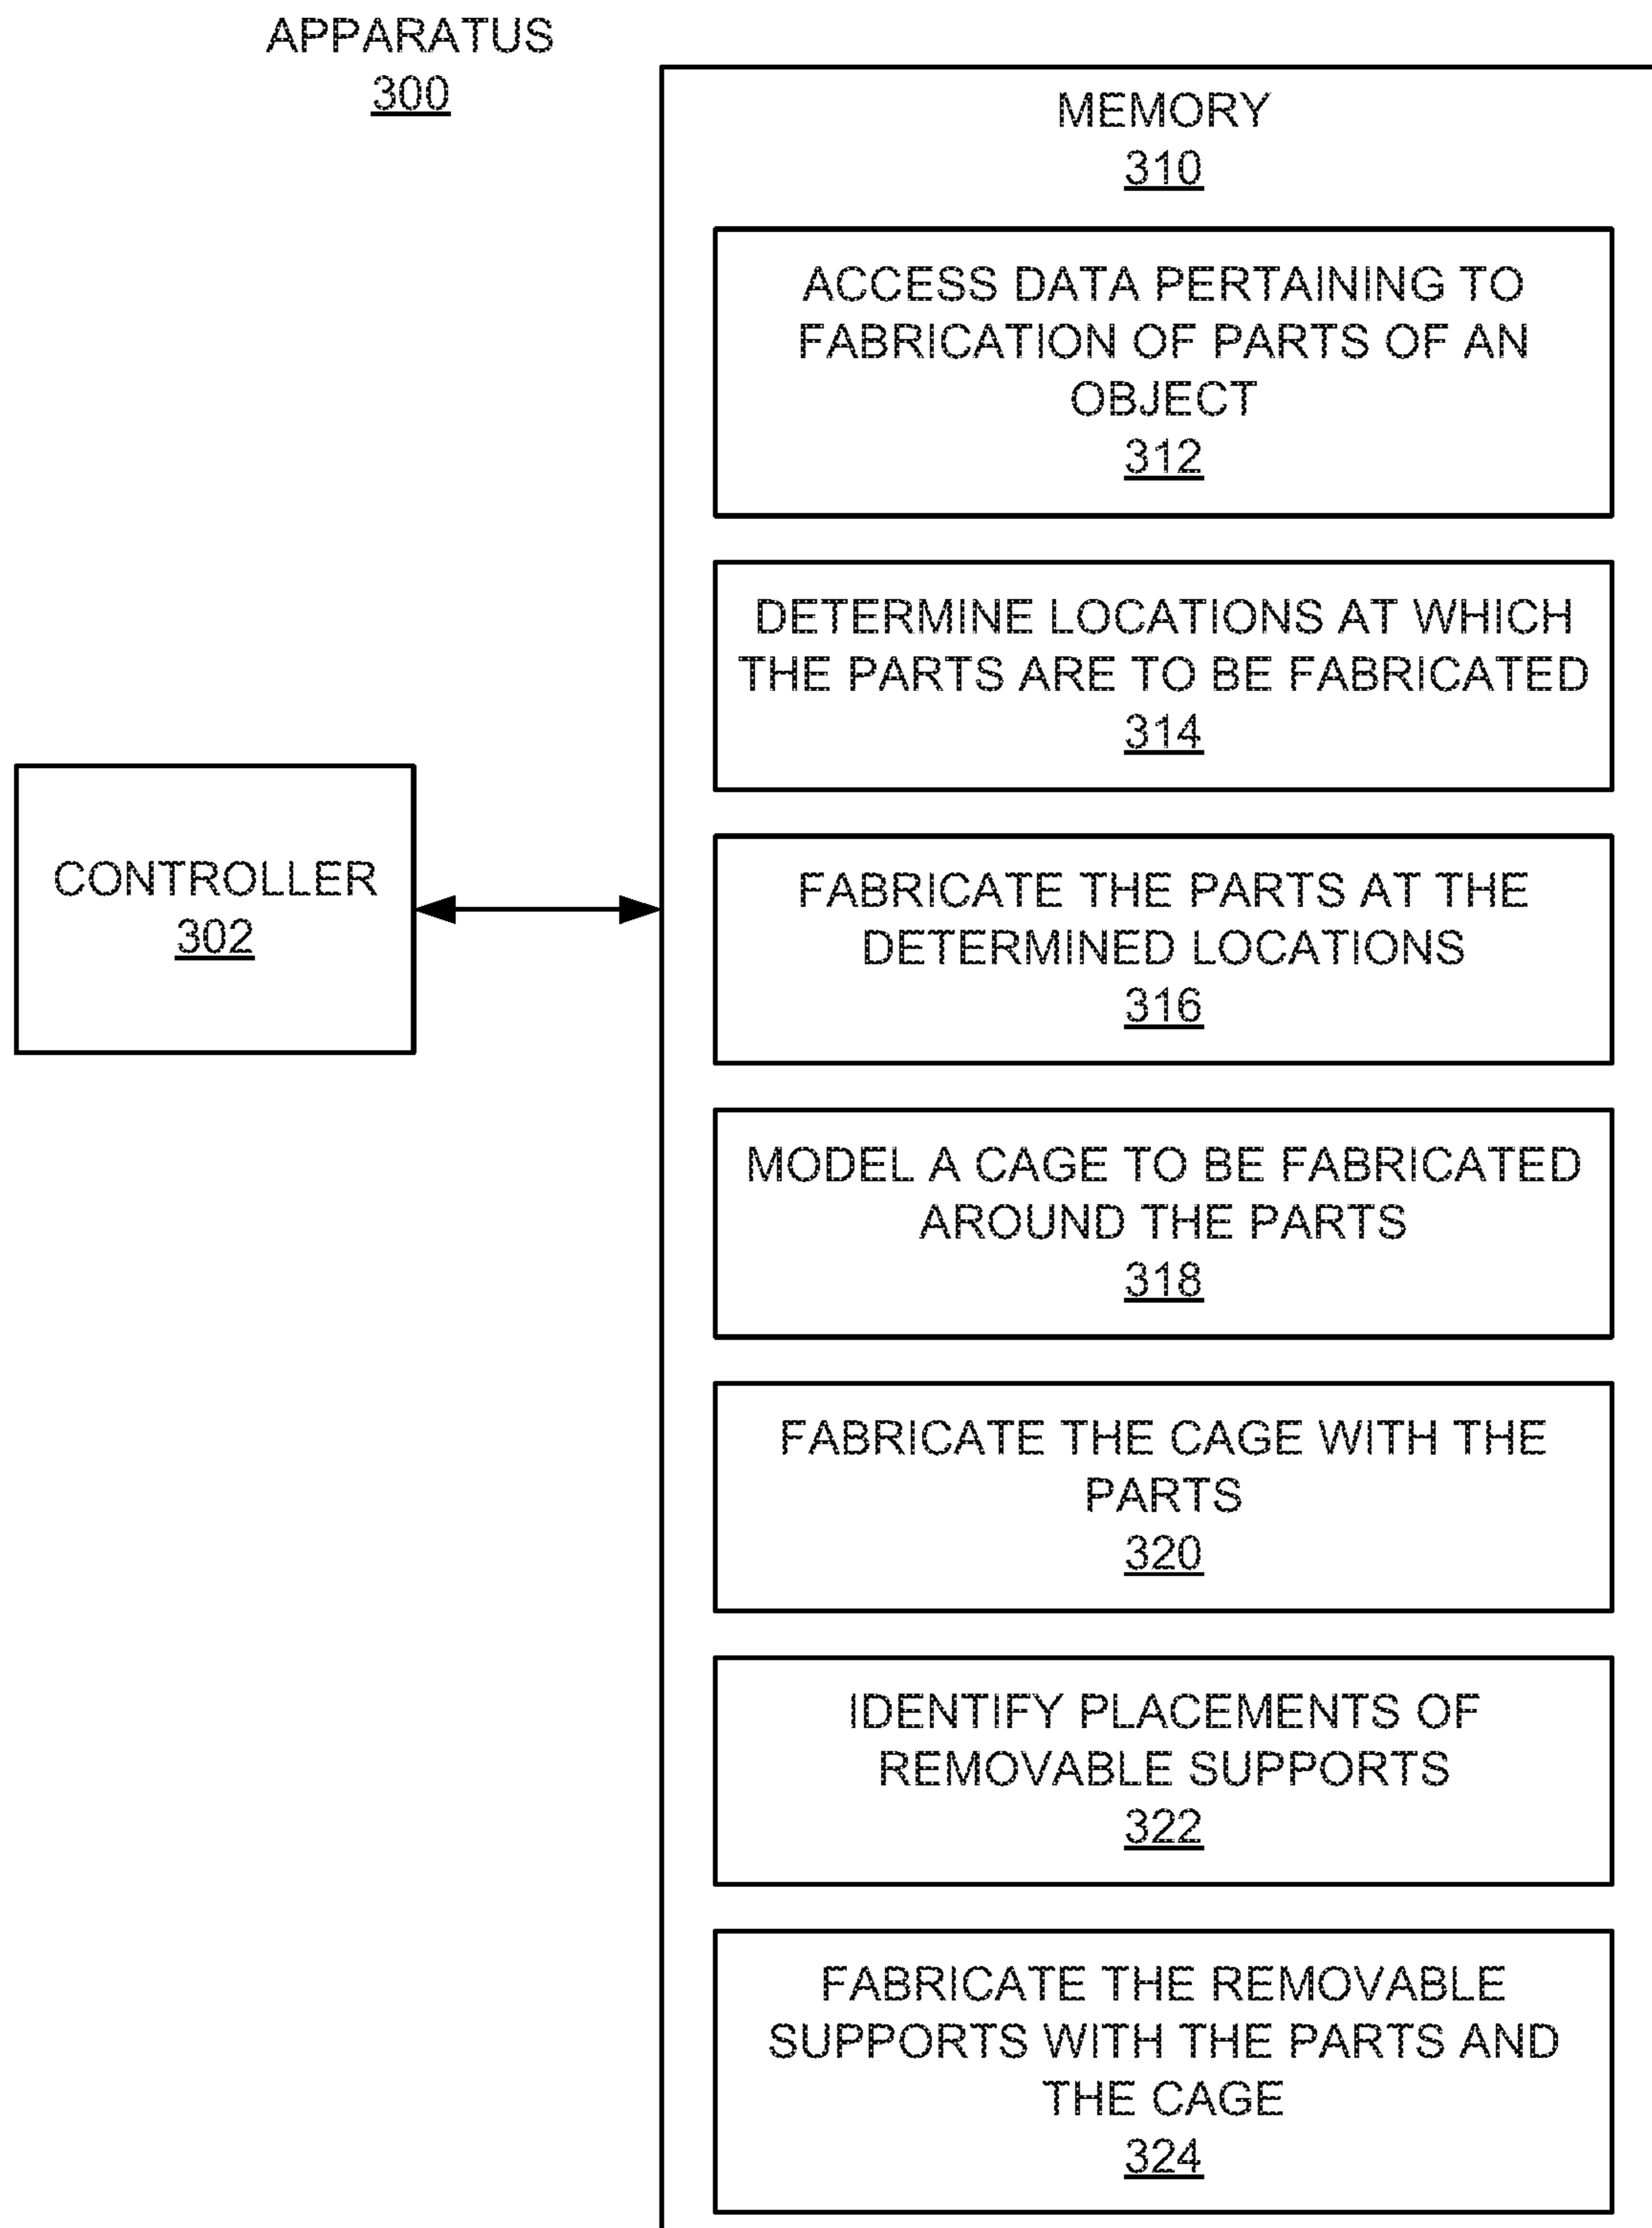 APPARATUS
300
MEMORY
310
ACCESS DATA PERTAINING TO
FABRICATION OF PARTS OF AN
OBJECT
312
DETERMINE LOCATIONS AT WHICH
THE PARTS ARE TO BE FABRICATED
314
CONTROLLER
302
FABRICATE THE PARTS AT THE
DETERMINED LOCATIONS
316
MODEL A CAGE TO BE FABRICATED
AROUND THE PARTS
318
FABRICATE THE CAGE WITH THE
PARTS
320
IDENTIFY PLACEMENTS OF
REMOVABLE SUPPORTS
322
FABRICATE THE REMOVABLE
SUPPORTS WITH THE PARTS AND
THE CAGE
324